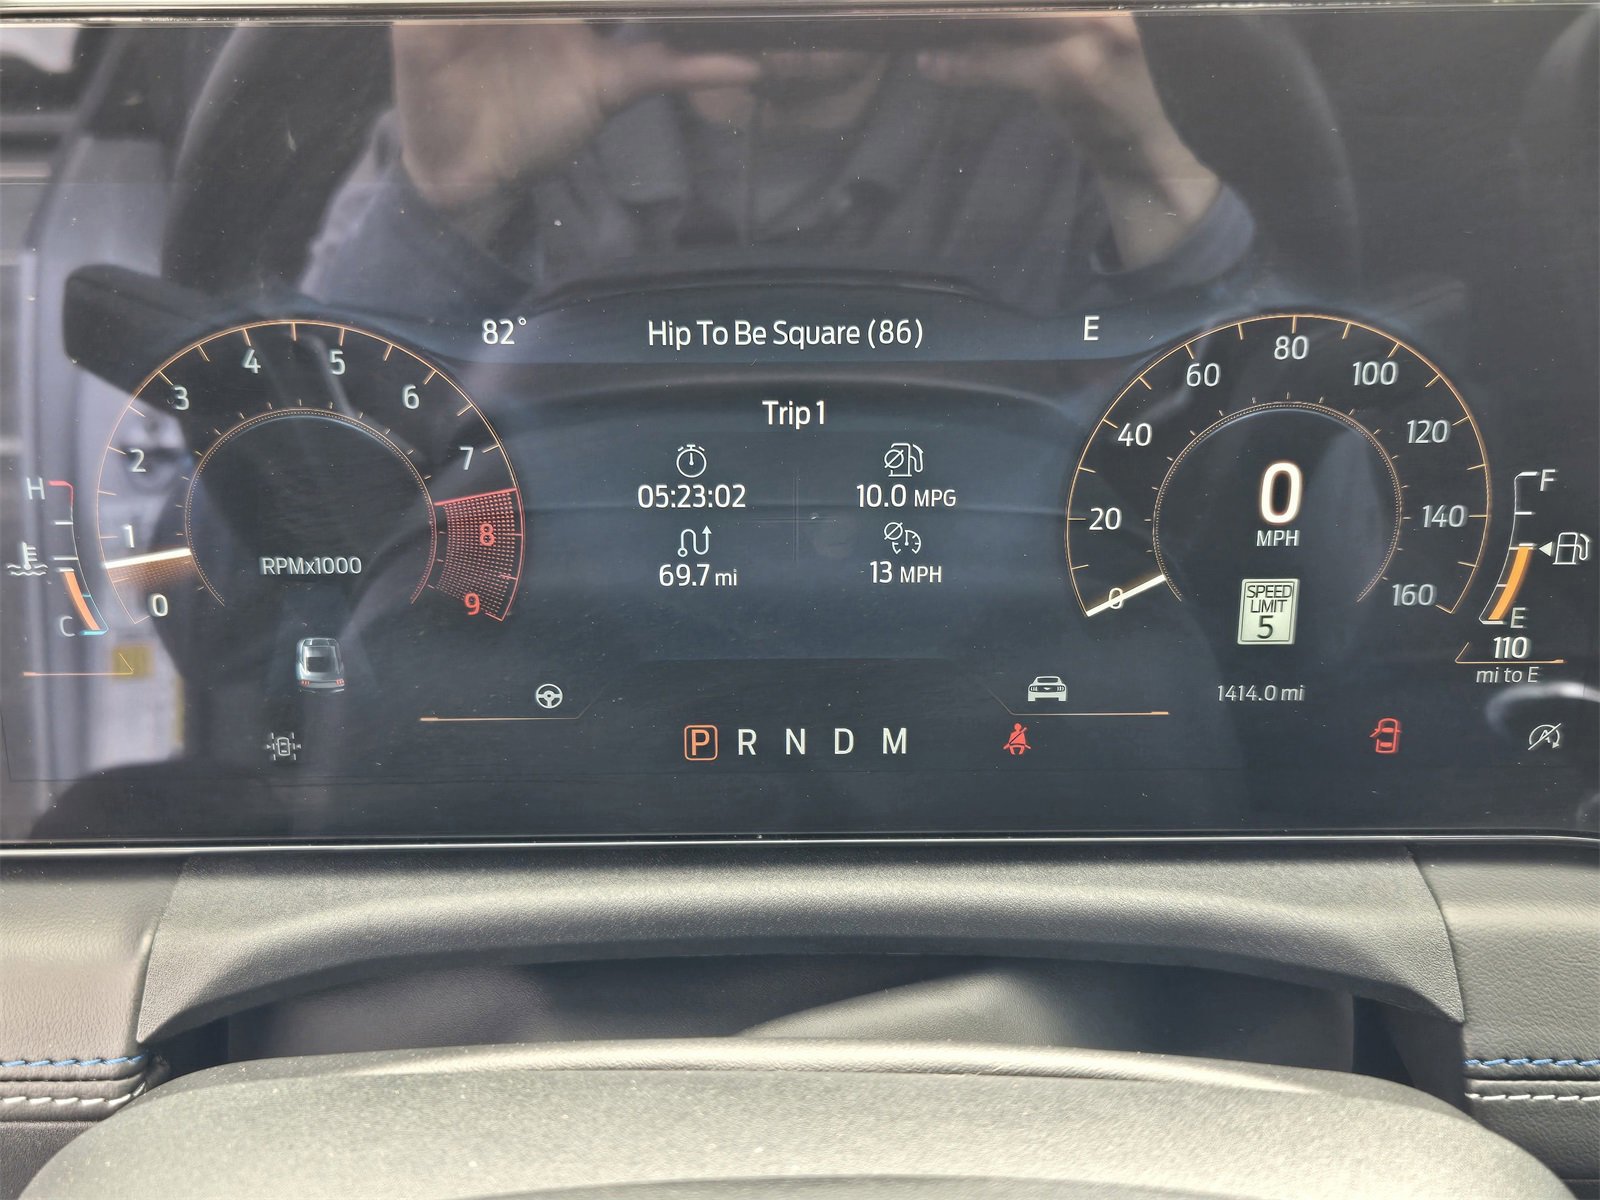 82° Hip To Be Square (86) E
Trip 1
05:23:02 10.0 MPG
69.7 mi 13 MPH
0 1 2 3 4 5 6 7 8 9
RPMx1000
H
C
0 20 40 60 80 100 120 140 160
0
MPH
SPEED
LIMIT
5
F
E
110
mi to E
1414.0 mi
P R N D M